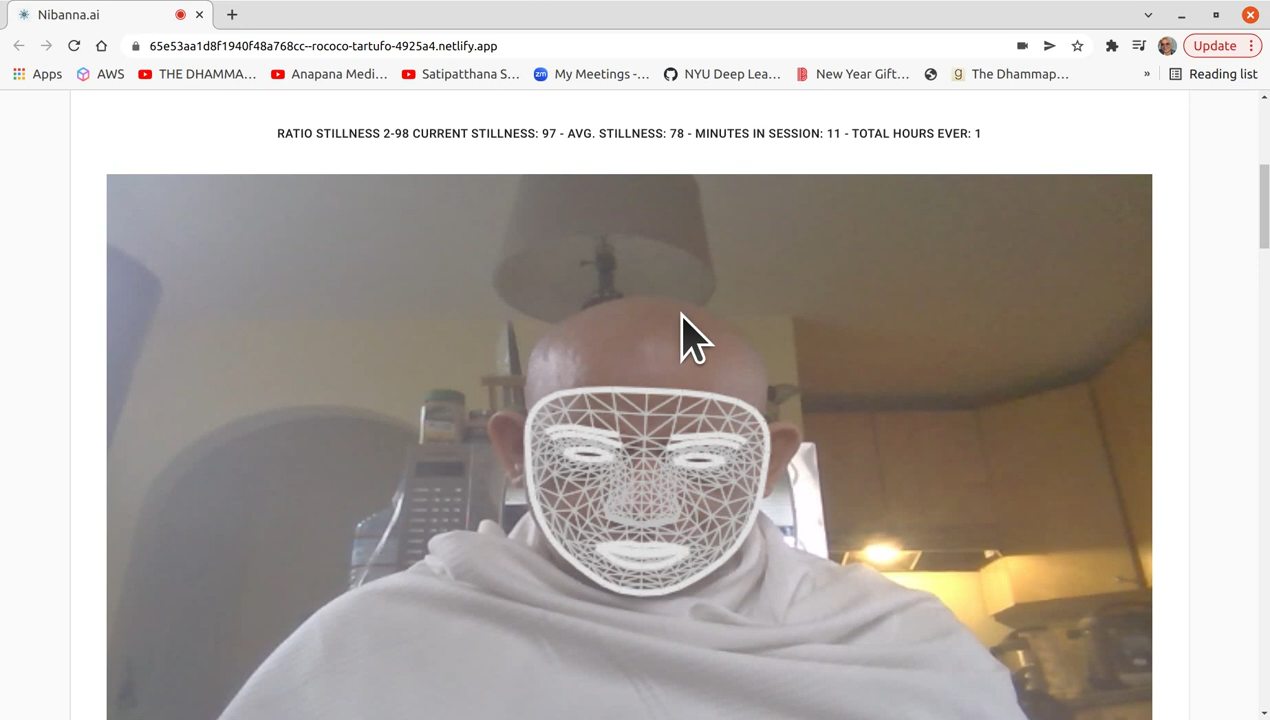 Nibanna.ai
65e53aa1d8f1940f48a768cc--rococo-tartufo-4925a4.netlify.app
Update
Apps AWS THE DHAMMA... Anapana Medi... Satipatthana S... zm My Meetings -... NYU Deep Lea... New Year Gift... g The Dhammap... » Reading list
RATIO STILLNESS 2-98 CURRENT STILLNESS: 97 - AVG. STILLNESS: 78 - MINUTES IN SESSION: 11 - TOTAL HOURS EVER: 1